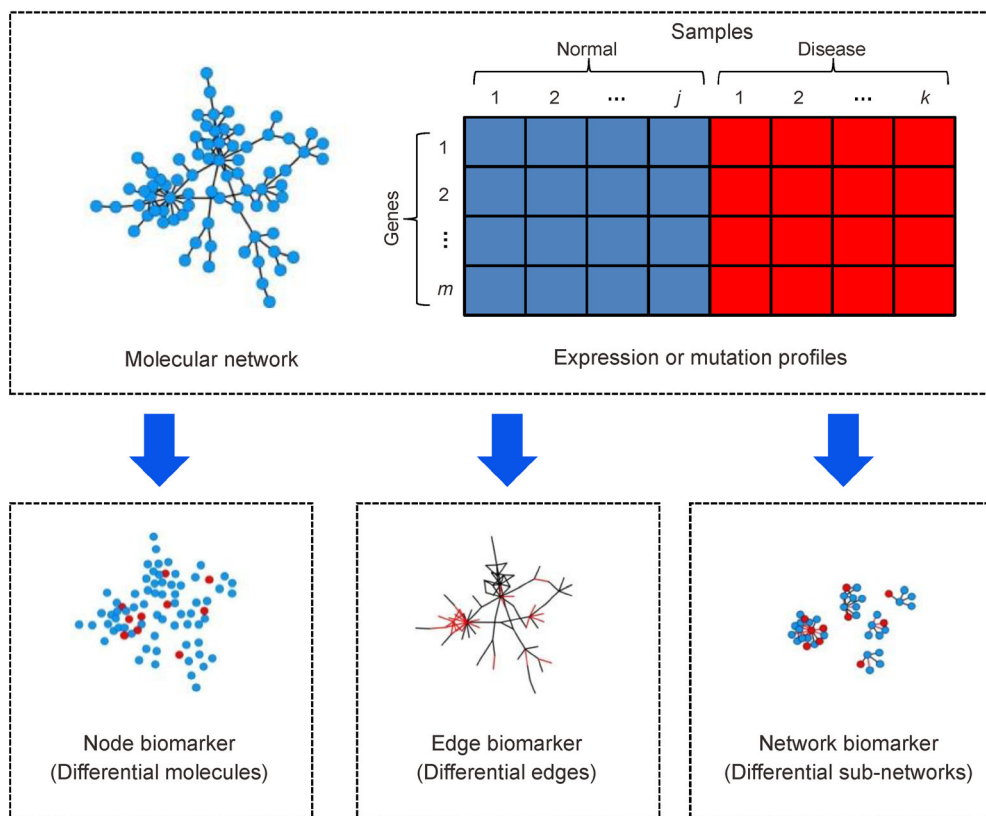 Samples
Normal Disease
1 2 ··· j 1 2 ··· k
Genes
1
2
⋮
m
Molecular network
Expression or mutation profiles
Node biomarker
(Differential molecules)
Edge biomarker
(Differential edges)
Network biomarker
(Differential sub-networks)